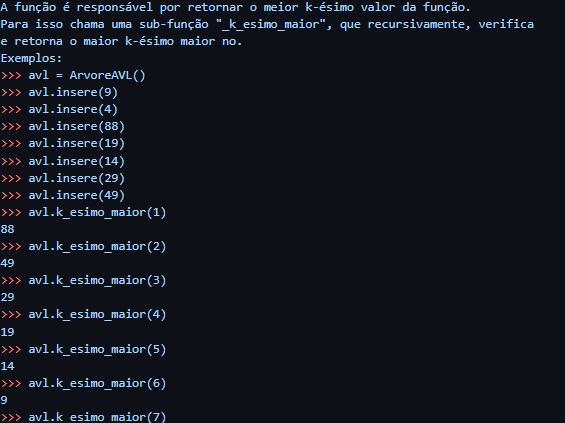 A função é responsável por retornar o meior k-ésimo valor da função.
Para isso chama uma sub-função "_k_esimo_maior", que recursivamente, verifica
e retorna o maior k-ésimo maior no.
Exemplos:
>>> avl = ArvoreAVL()
>>> avl.insere(9)
>>> avl.insere(4)
>>> avl.insere(88)
>>> avl.insere(19)
>>> avl.insere(14)
>>> avl.insere(29)
>>> avl.insere(49)
>>> avl.k_esimo_maior(1)
88
>>> avl.k_esimo_maior(2)
49
>>> avl.k_esimo_maior(3)
29
>>> avl.k_esimo_maior(4)
19
>>> avl.k_esimo_maior(5)
14
>>> avl.k_esimo_maior(6)
9
>>> avl.k esimo maior(7)